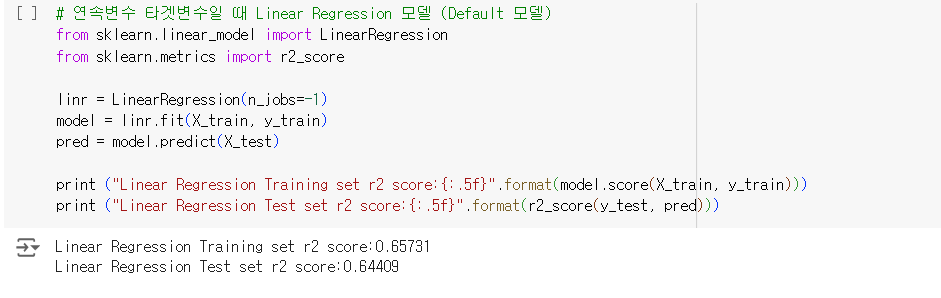 [ ] # 연속변수 타겟변수일 때 Linear Regression 모델 (Default 모델)
from sklearn.linear_model import LinearRegression
from sklearn.metrics import r2_score
linr = LinearRegression(n_jobs=-1)
model = linr.fit(X_train, y_train)
pred = model.predict(X_test)
print ("Linear Regression Training set r2 score:{:.5f}".format(model.score(X_train, y_train)))
print ("Linear Regression Test set r2 score:{:.5f}".format(r2_score(y_test, pred)))
Linear Regression Training set r2 score:0.65731
Linear Regression Test set r2 score:0.64409